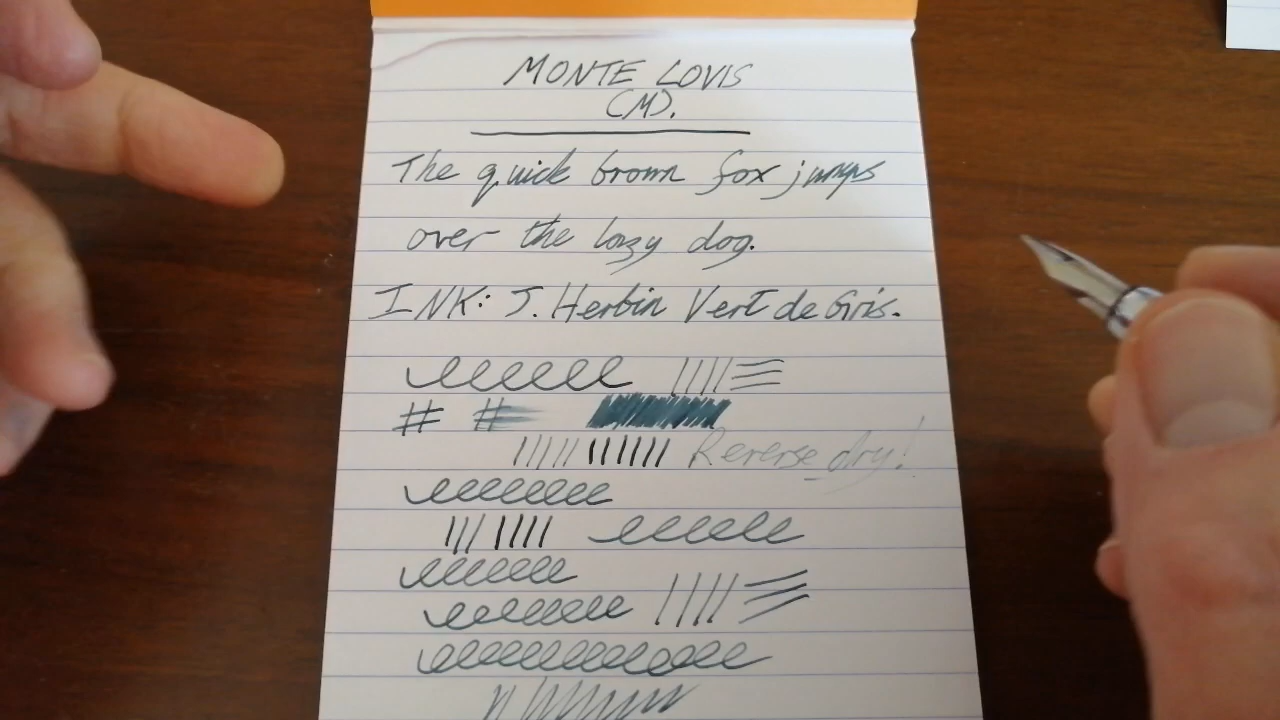 MONTE LOVIS
(M).
The quick brown fox jumps
over the lazy dog.
INK: J. Herbin Vert de Gris.
# #
Reverse dry!